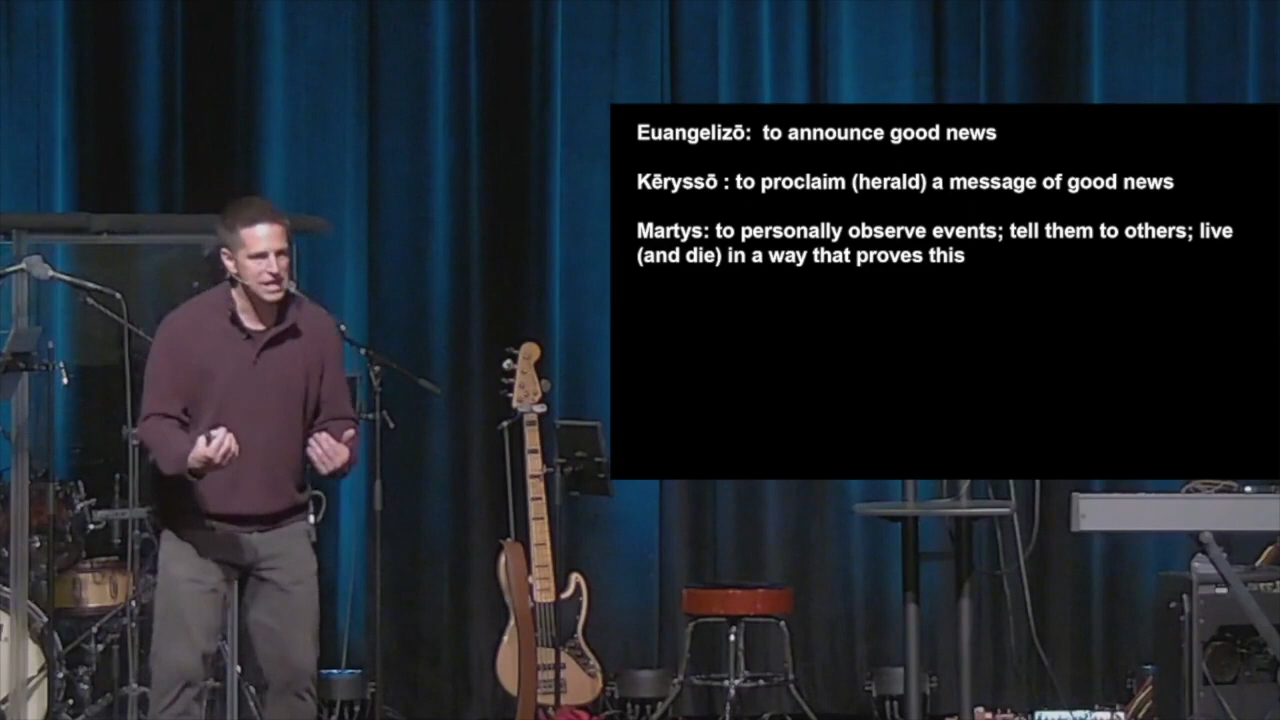 Euangelizō:  to announce good news
Kēryssō : to proclaim (herald) a message of good news
Martys: to personally observe events; tell them to others; live
(and die) in a way that proves this